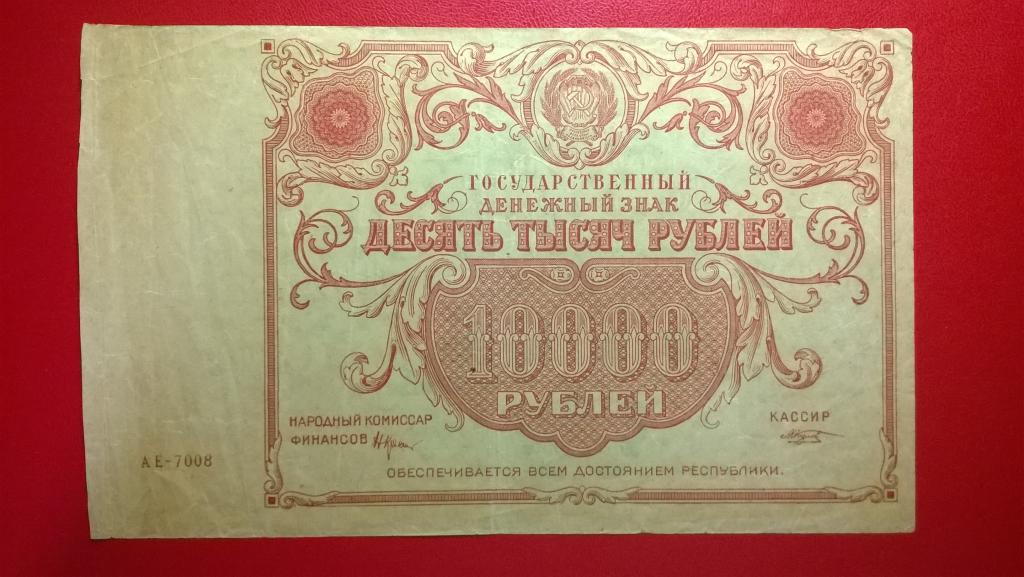 ГОСУДАРСТВЕННЫЙ
ДЕНЕЖНЫЙ ЗНАК
ДЕСЯТЬ ТЫСЯЧ РУБЛЕЙ
10000
РУБЛЕЙ
НАРОДНЫЙ КОМИССАР
ФИНАНСОВ
КАССИР
АЕ-7008
ОБЕСПЕЧИВАЕТСЯ ВСЕМ ДОСТОЯНИЕМ РЕСПУБЛИКИ.